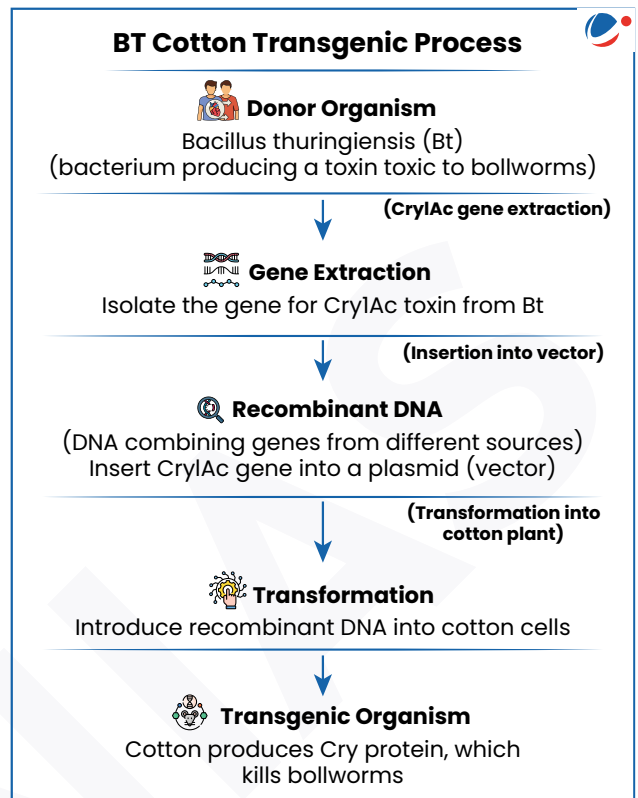 BT Cotton Transgenic Process
Donor Organism
Bacillus thuringiensis (Bt)
(bacterium producing a toxin toxic to bollworms)
(CrylAc gene extraction)
Gene Extraction
Isolate the gene for Cry1Ac toxin from Bt
(Insertion into vector)
Recombinant DNA
(DNA combining genes from different sources)
Insert CrylAc gene into a plasmid (vector)
(Transformation into
cotton plant)
Transformation
Introduce recombinant DNA into cotton cells
Transgenic Organism
Cotton produces Cry protein, which
kills bollworms